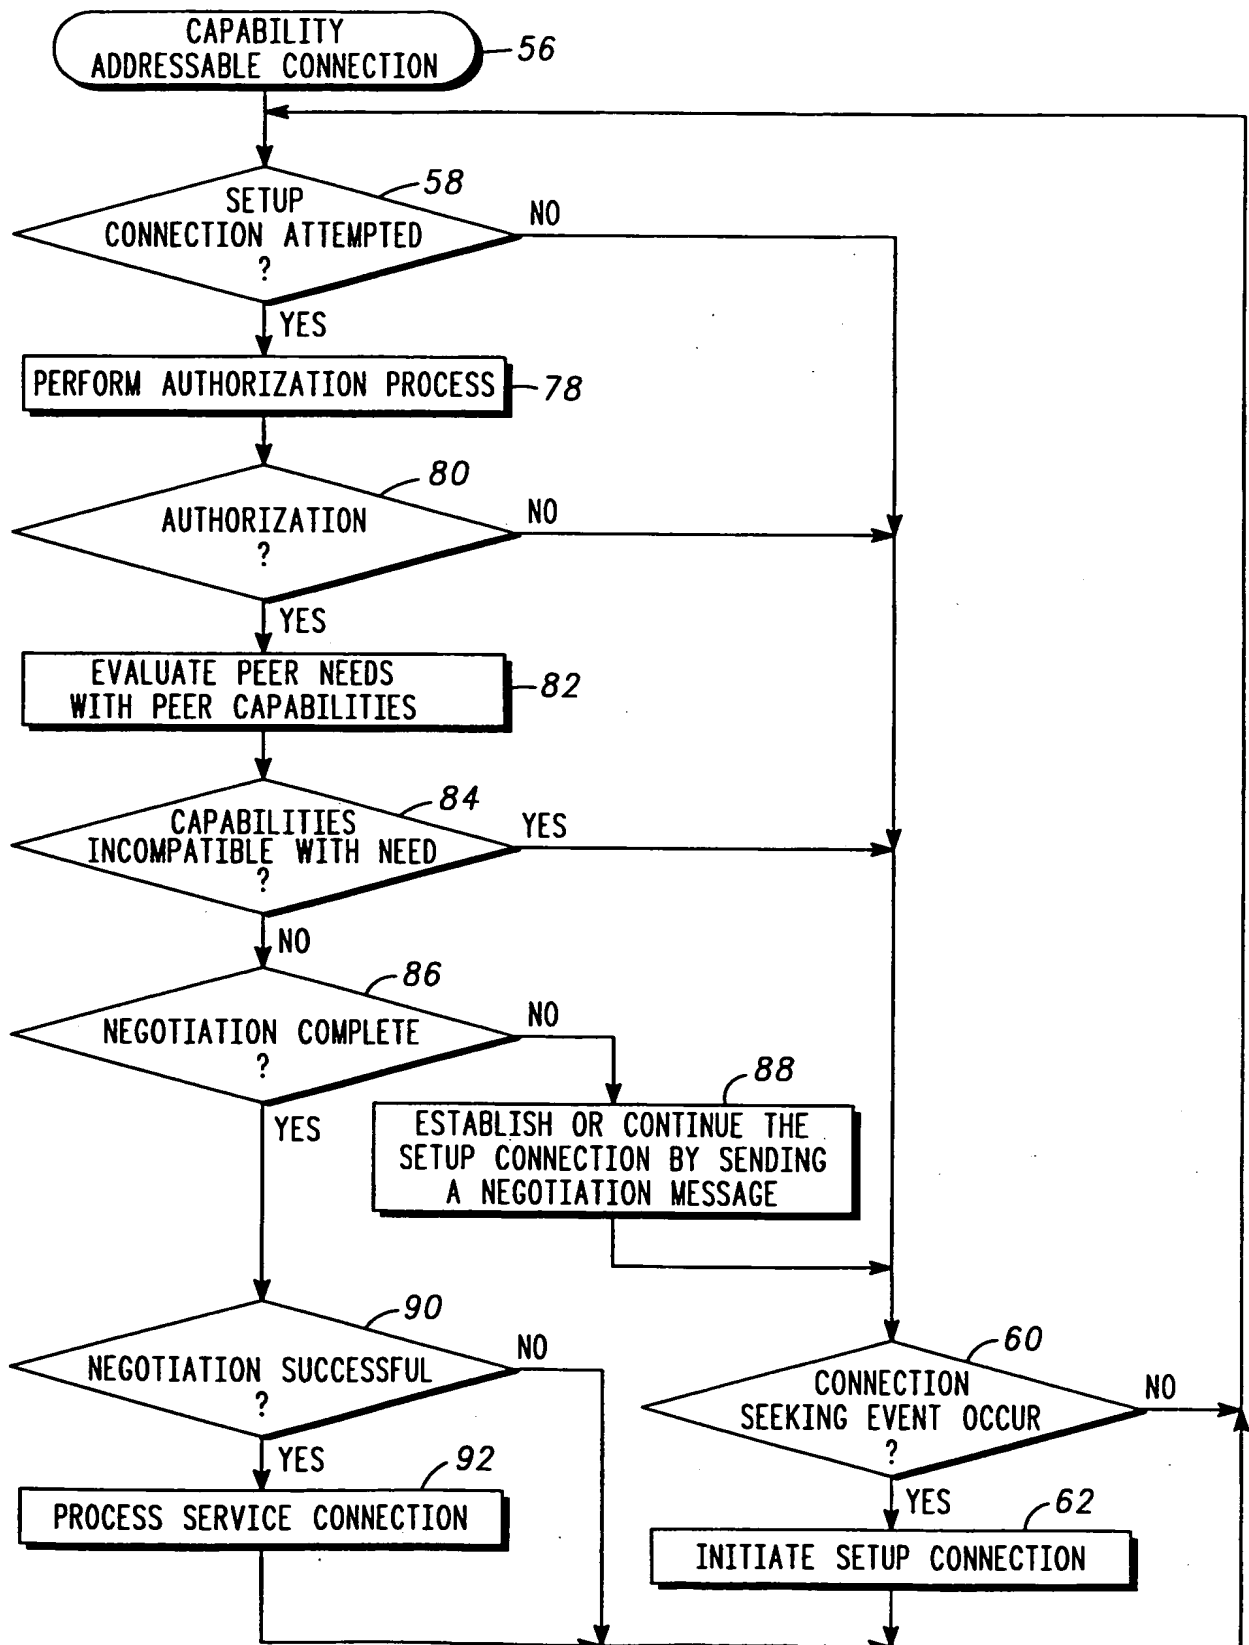 CAPABILITY
ADDRESSABLE CONNECTION
56
SETUP
CONNECTION ATTEMPTED
?
58
NO
YES
PERFORM AUTHORIZATION PROCESS
78
AUTHORIZATION
?
80
NO
YES
EVALUATE PEER NEEDS
WITH PEER CAPABILITIES
82
CAPABILITIES
INCOMPATIBLE WITH NEED
?
84
YES
NO
NEGOTIATION COMPLETE
?
86
NO
YES
88
ESTABLISH OR CONTINUE THE
SETUP CONNECTION BY SENDING
A NEGOTIATION MESSAGE
NEGOTIATION SUCCESSFUL
?
90
NO
YES
PROCESS SERVICE CONNECTION
92
CONNECTION
SEEKING EVENT OCCUR
?
60
NO
YES
INITIATE SETUP CONNECTION
62